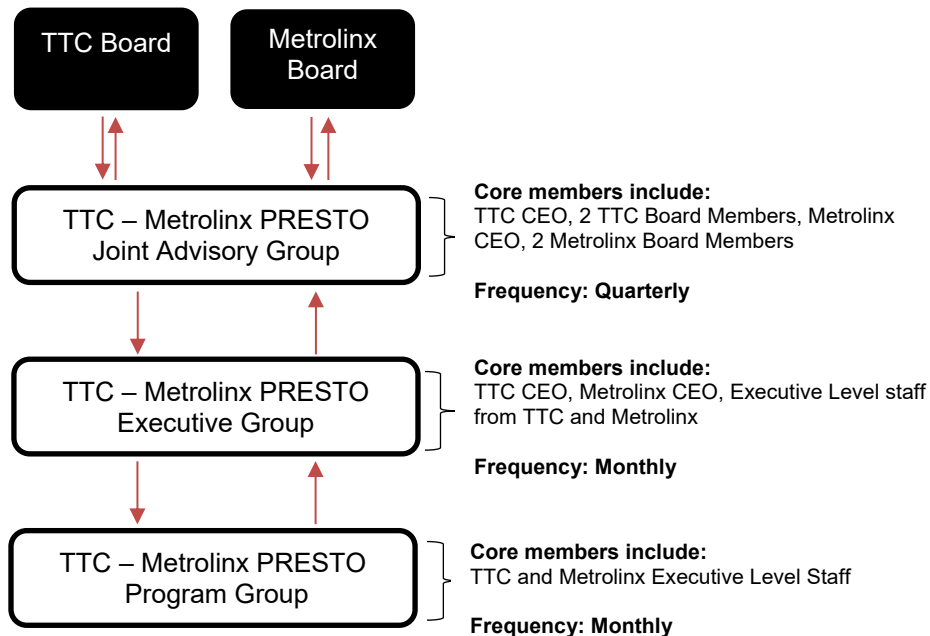 TTC Board
Metrolinx
Board
TTC – Metrolinx PRESTO
Joint Advisory Group
Core members include:
TTC CEO, 2 TTC Board Members, Metrolinx
CEO, 2 Metrolinx Board Members
Frequency: Quarterly
TTC – Metrolinx PRESTO
Executive Group
Core members include:
TTC CEO, Metrolinx CEO, Executive Level staff
from TTC and Metrolinx
Frequency: Monthly
TTC – Metrolinx PRESTO
Program Group
Core members include:
TTC and Metrolinx Executive Level Staff
Frequency: Monthly